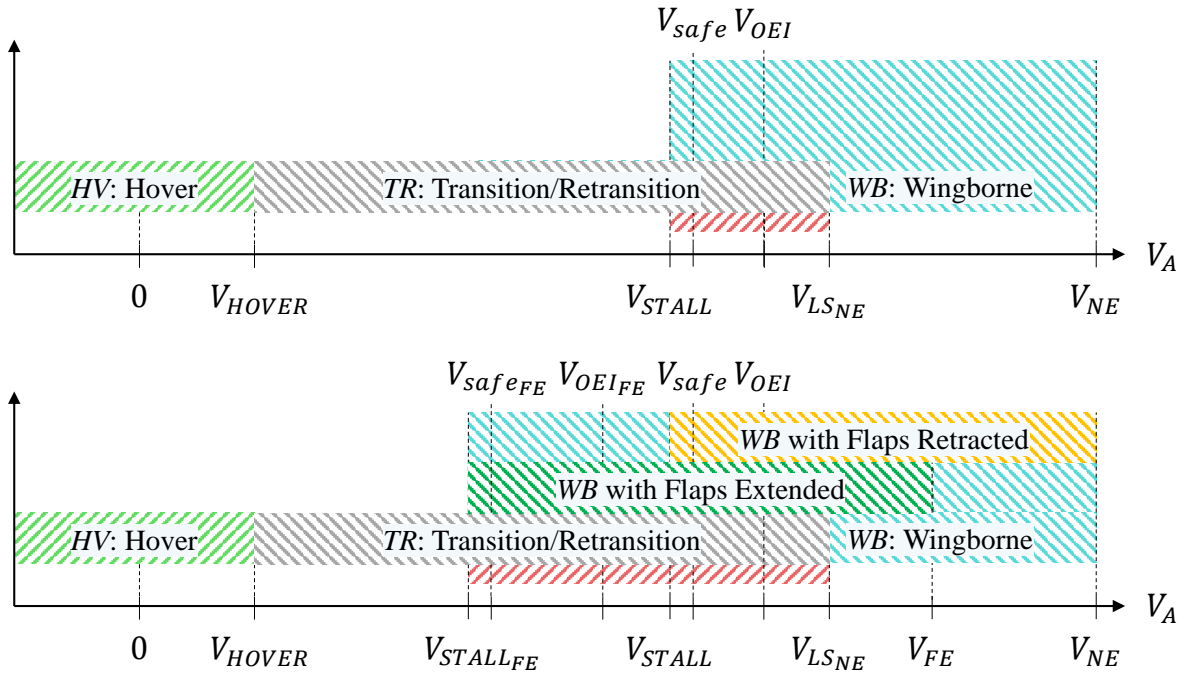 V_safe V_OEI
HV: Hover TR: Transition/Retransition WB: Wingborne
V_A
0 V_HOVER V_STALL V_LS_NE V_NE
V_safe_FE V_OEI_FE V_safe V_OEI
WB with Flaps Retracted
WB with Flaps Extended
HV: Hover TR: Transition/Retransition WB: Wingborne
V_A
0 V_HOVER V_STALL_FE V_STALL V_LS_NE V_FE V_NE